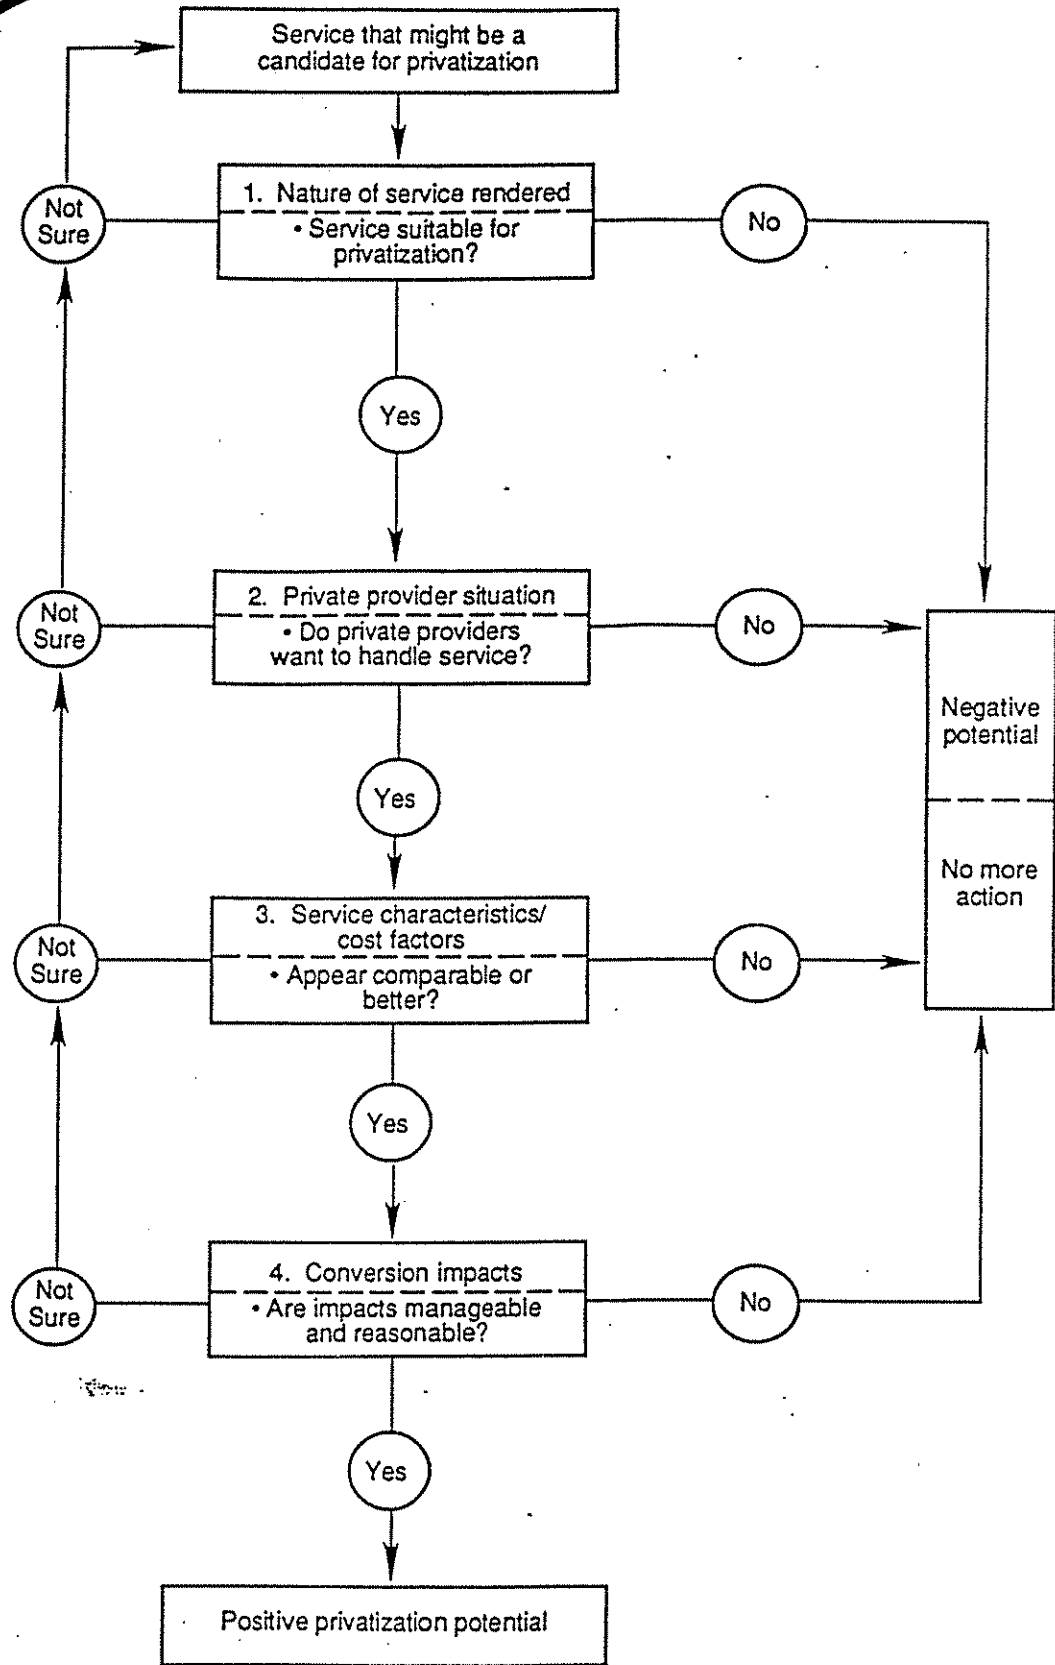 Service that might be a
candidate for privatization
Not
Sure
1. Nature of service rendered
• Service suitable for
privatization?
No
Yes
Not
Sure
2. Private provider situation
• Do private providers
want to handle service?
No
Negative
potential
Yes
No more
action
Not
Sure
3. Service characteristics/
cost factors
• Appear comparable or
better?
No
Yes
Not
Sure
4. Conversion impacts
• Are impacts manageable
and reasonable?
No
Yes
Positive privatization potential